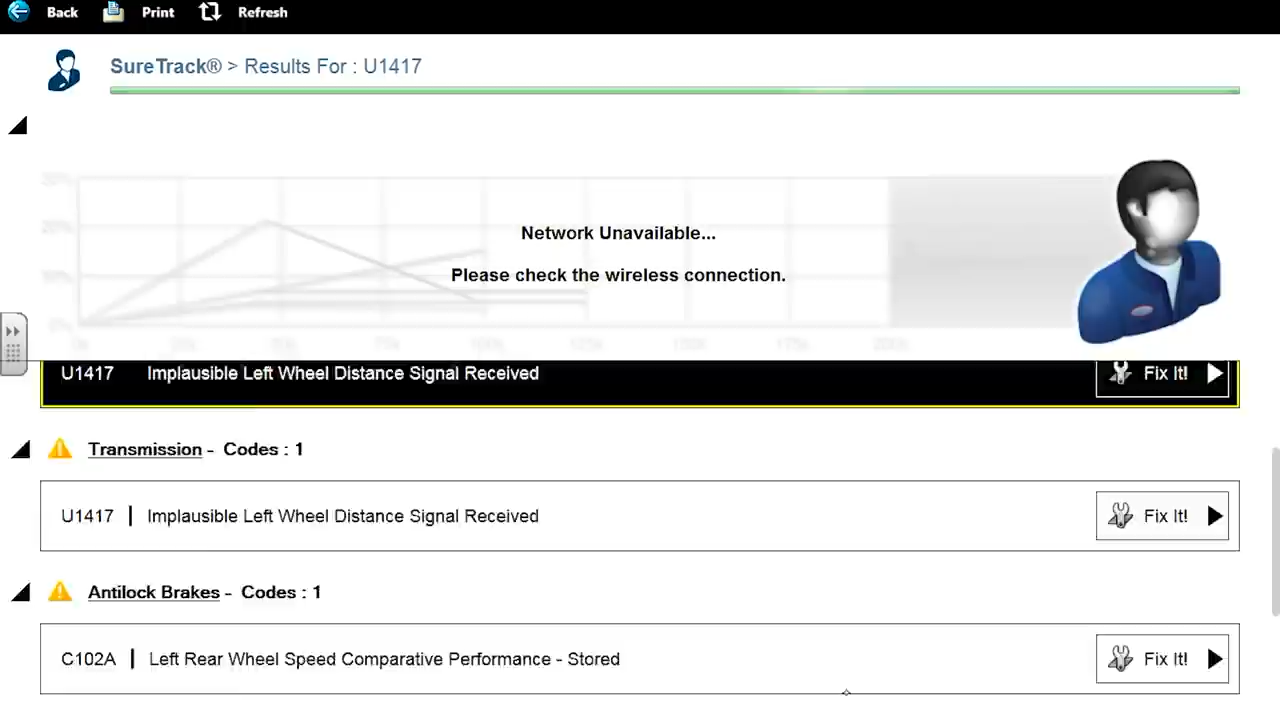 Back Print Refresh
SureTrack® > Results For : U1417
Network Unavailable...
Please check the wireless connection.
U1417 Implausible Left Wheel Distance Signal Received Fix It!
Transmission - Codes : 1
U1417 | Implausible Left Wheel Distance Signal Received Fix It!
Antilock Brakes - Codes : 1
C102A | Left Rear Wheel Speed Comparative Performance - Stored Fix It!